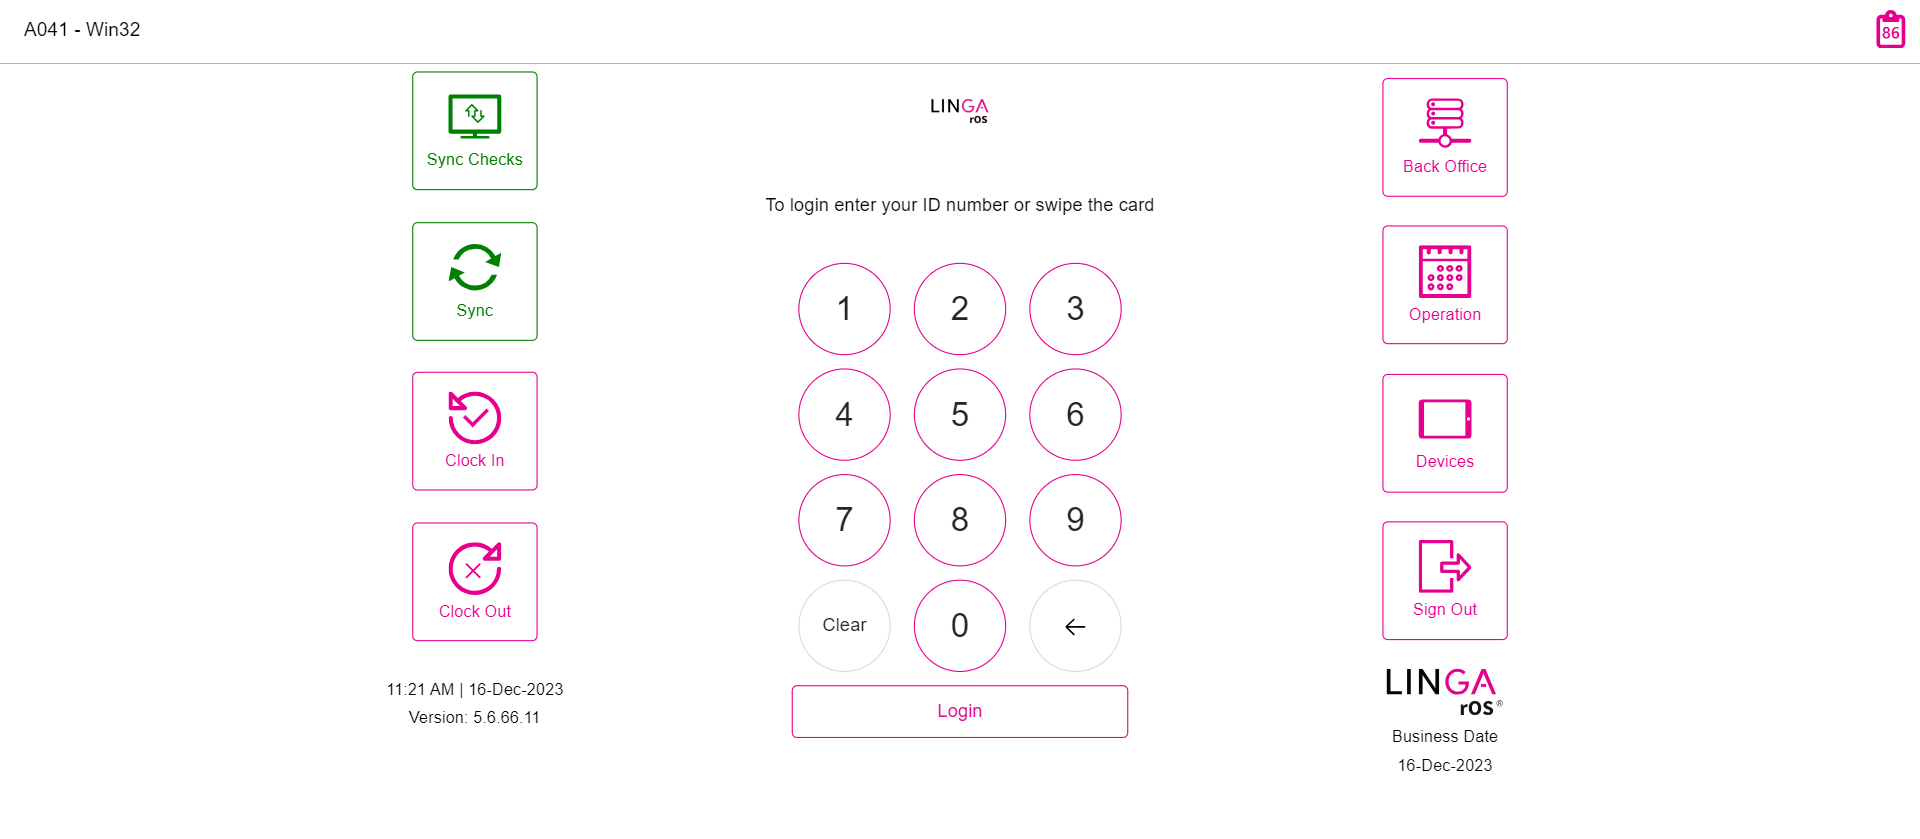 A041 - Win32
86
Sync Checks
Sync
Clock In
Clock Out
11:21 AM | 16-Dec-2023
Version: 5.6.66.11
LINGA
rOS
To login enter your ID number or swipe the card
1 2 3
4 5 6
7 8 9
Clear 0 ←
Login
Back Office
Operation
Devices
Sign Out
LINGA
rOS®
Business Date
16-Dec-2023